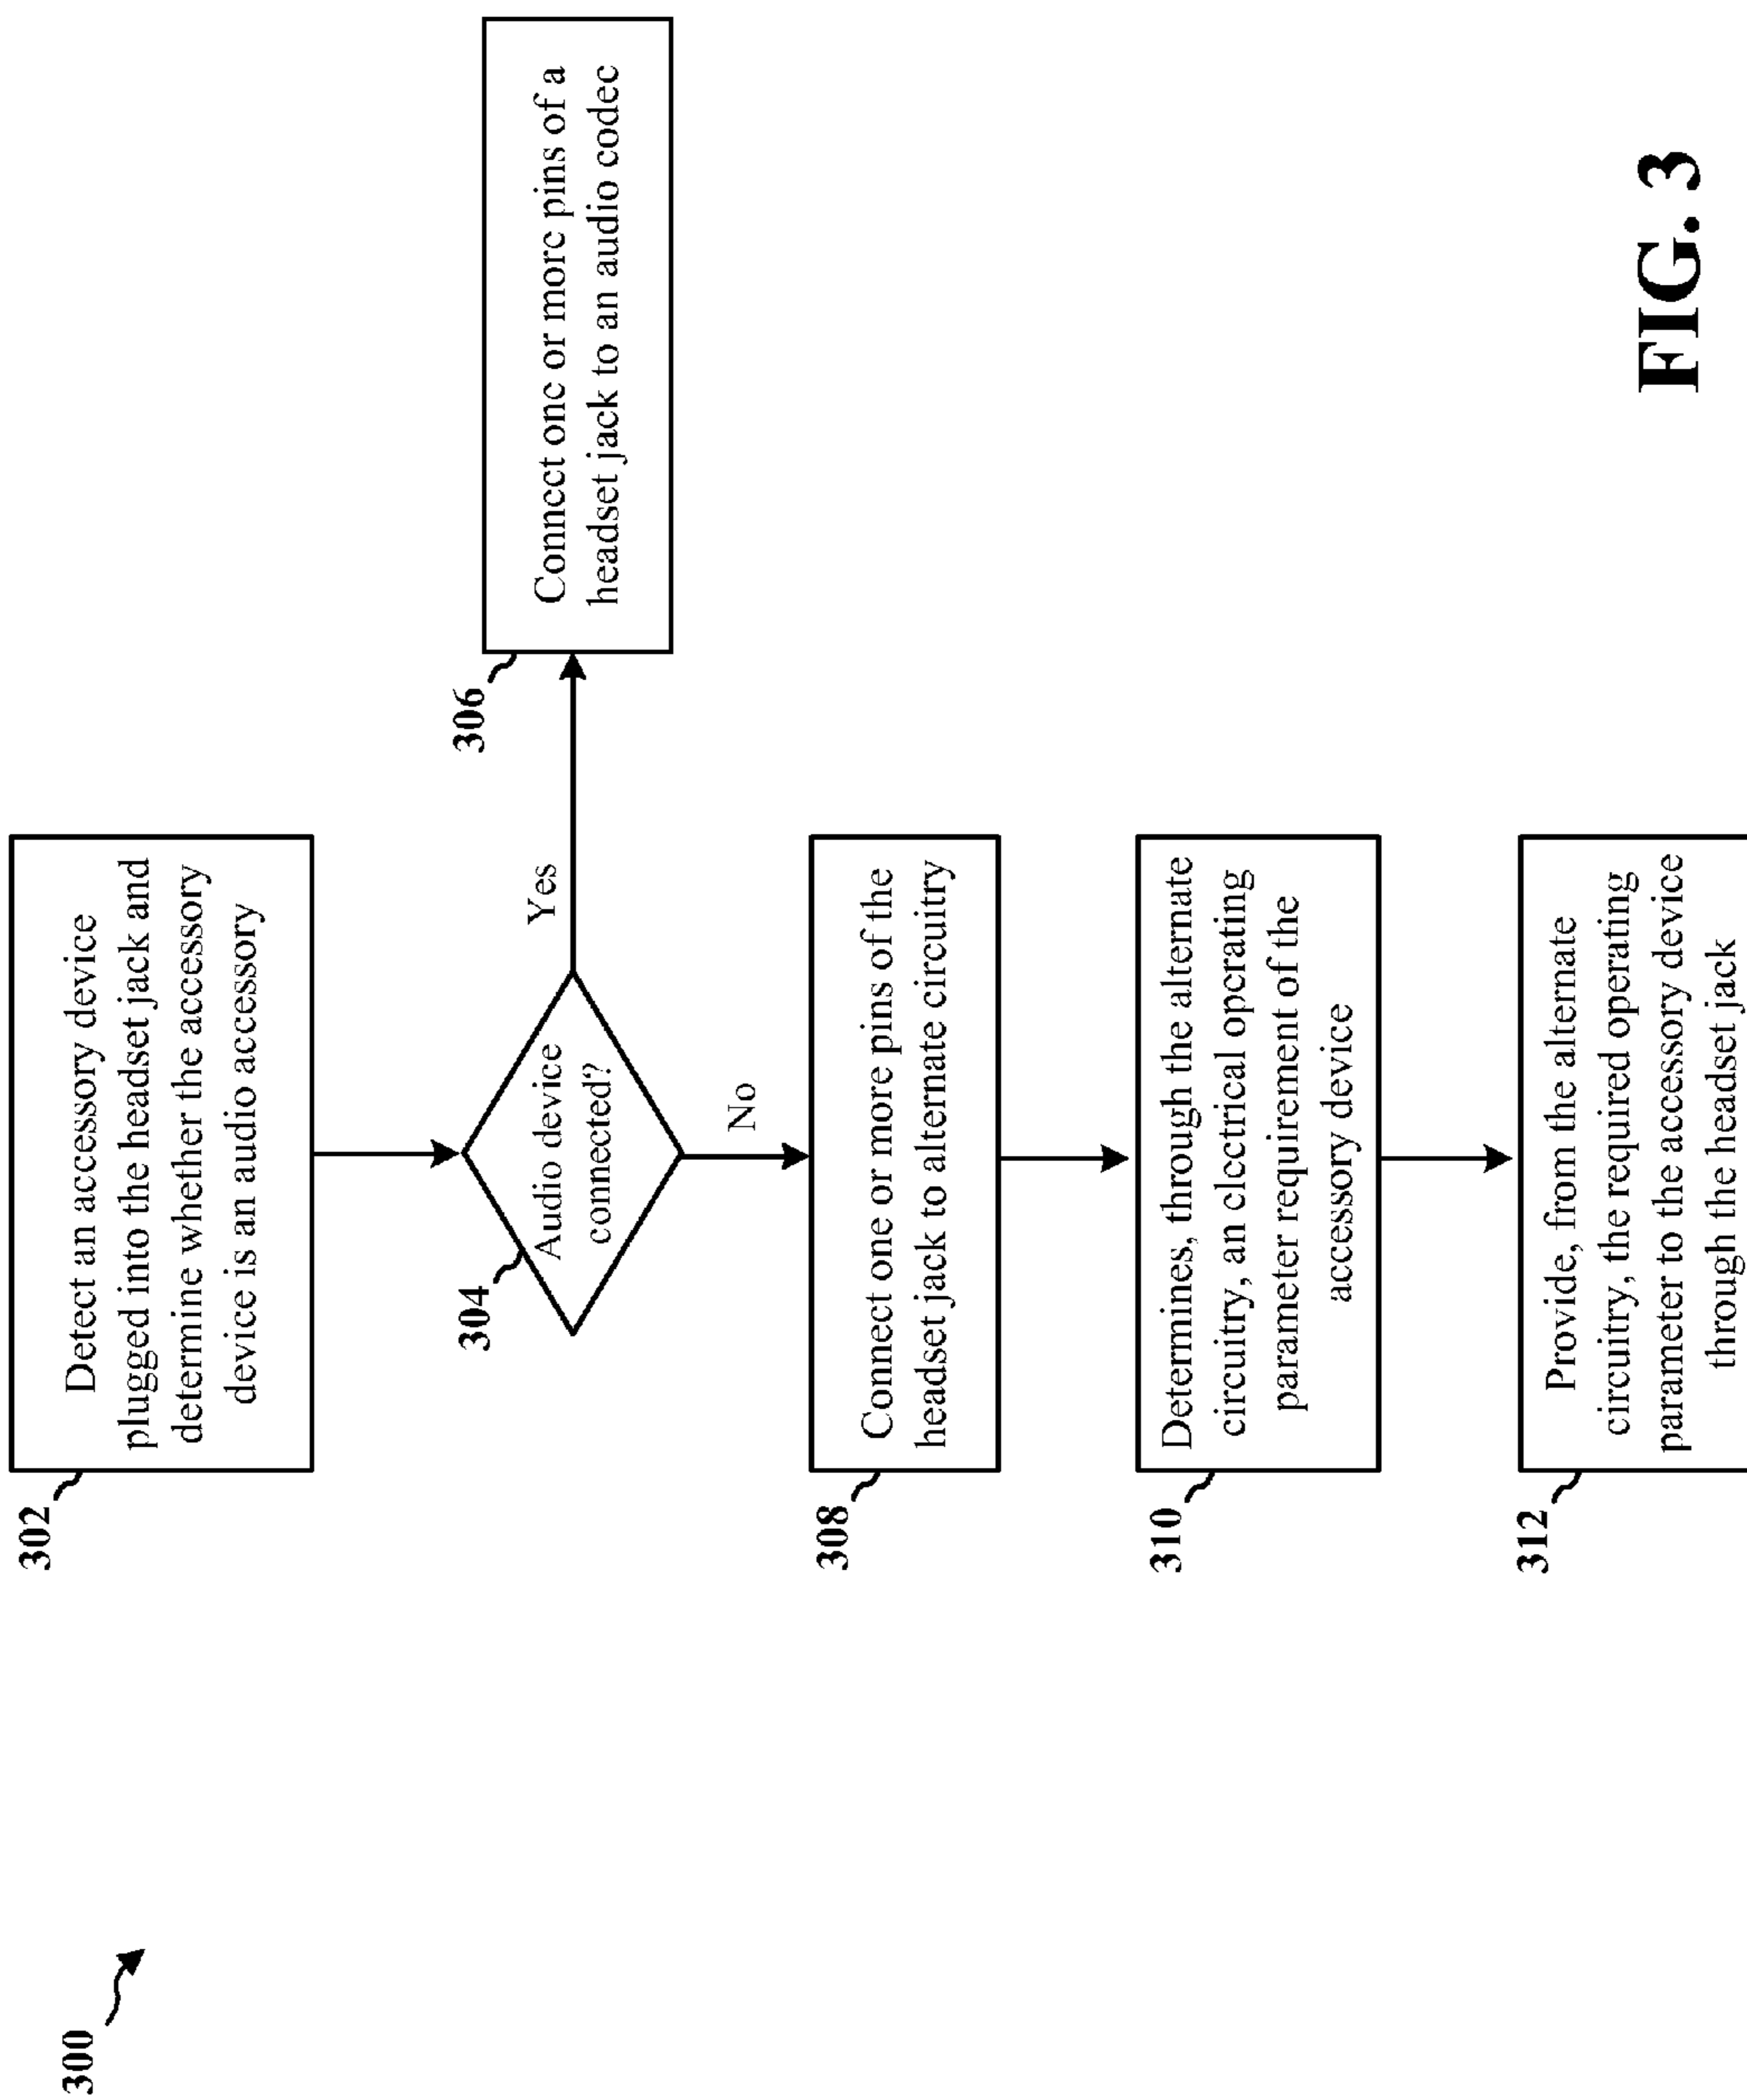 300
302
Detect an accessory device
plugged into the headset jack and
determine whether the accessory
device is an audio accessory
304
Audio device
connected?
Yes
306
Connect one or more pins of a
headset jack to an audio codec
No
308
Connect one or more pins of the
headset jack to alternate circuitry
310
Determines, through the alternate
circuitry, an electrical operating
parameter requirement of the
accessory device
312
Provide, from the alternate
circuitry, the required operating
parameter to the accessory device
through the headset jack
FIG. 3